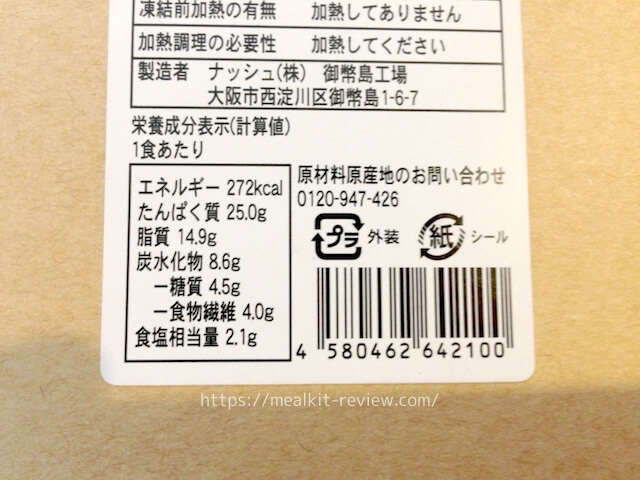 凍結前加熱の有無 加熱してありません
加熱調理の必要性 加熱してください
製造者 ナッシュ(株) 御幣島工場
大阪市西淀川区御幣島1-6-7
栄養成分表示(計算値)
1食あたり
エネルギー 272kcal
たんぱく質 25.0g
脂質 14.9g
炭水化物 8.6g
ー糖質 4.5g
ー食物繊維 4.0g
食塩相当量 2.1g
原材料原産地のお問い合わせ
0120-947-426
プラ 外装 紙 シール
4 580462 642100
https://mealkit-review.com/